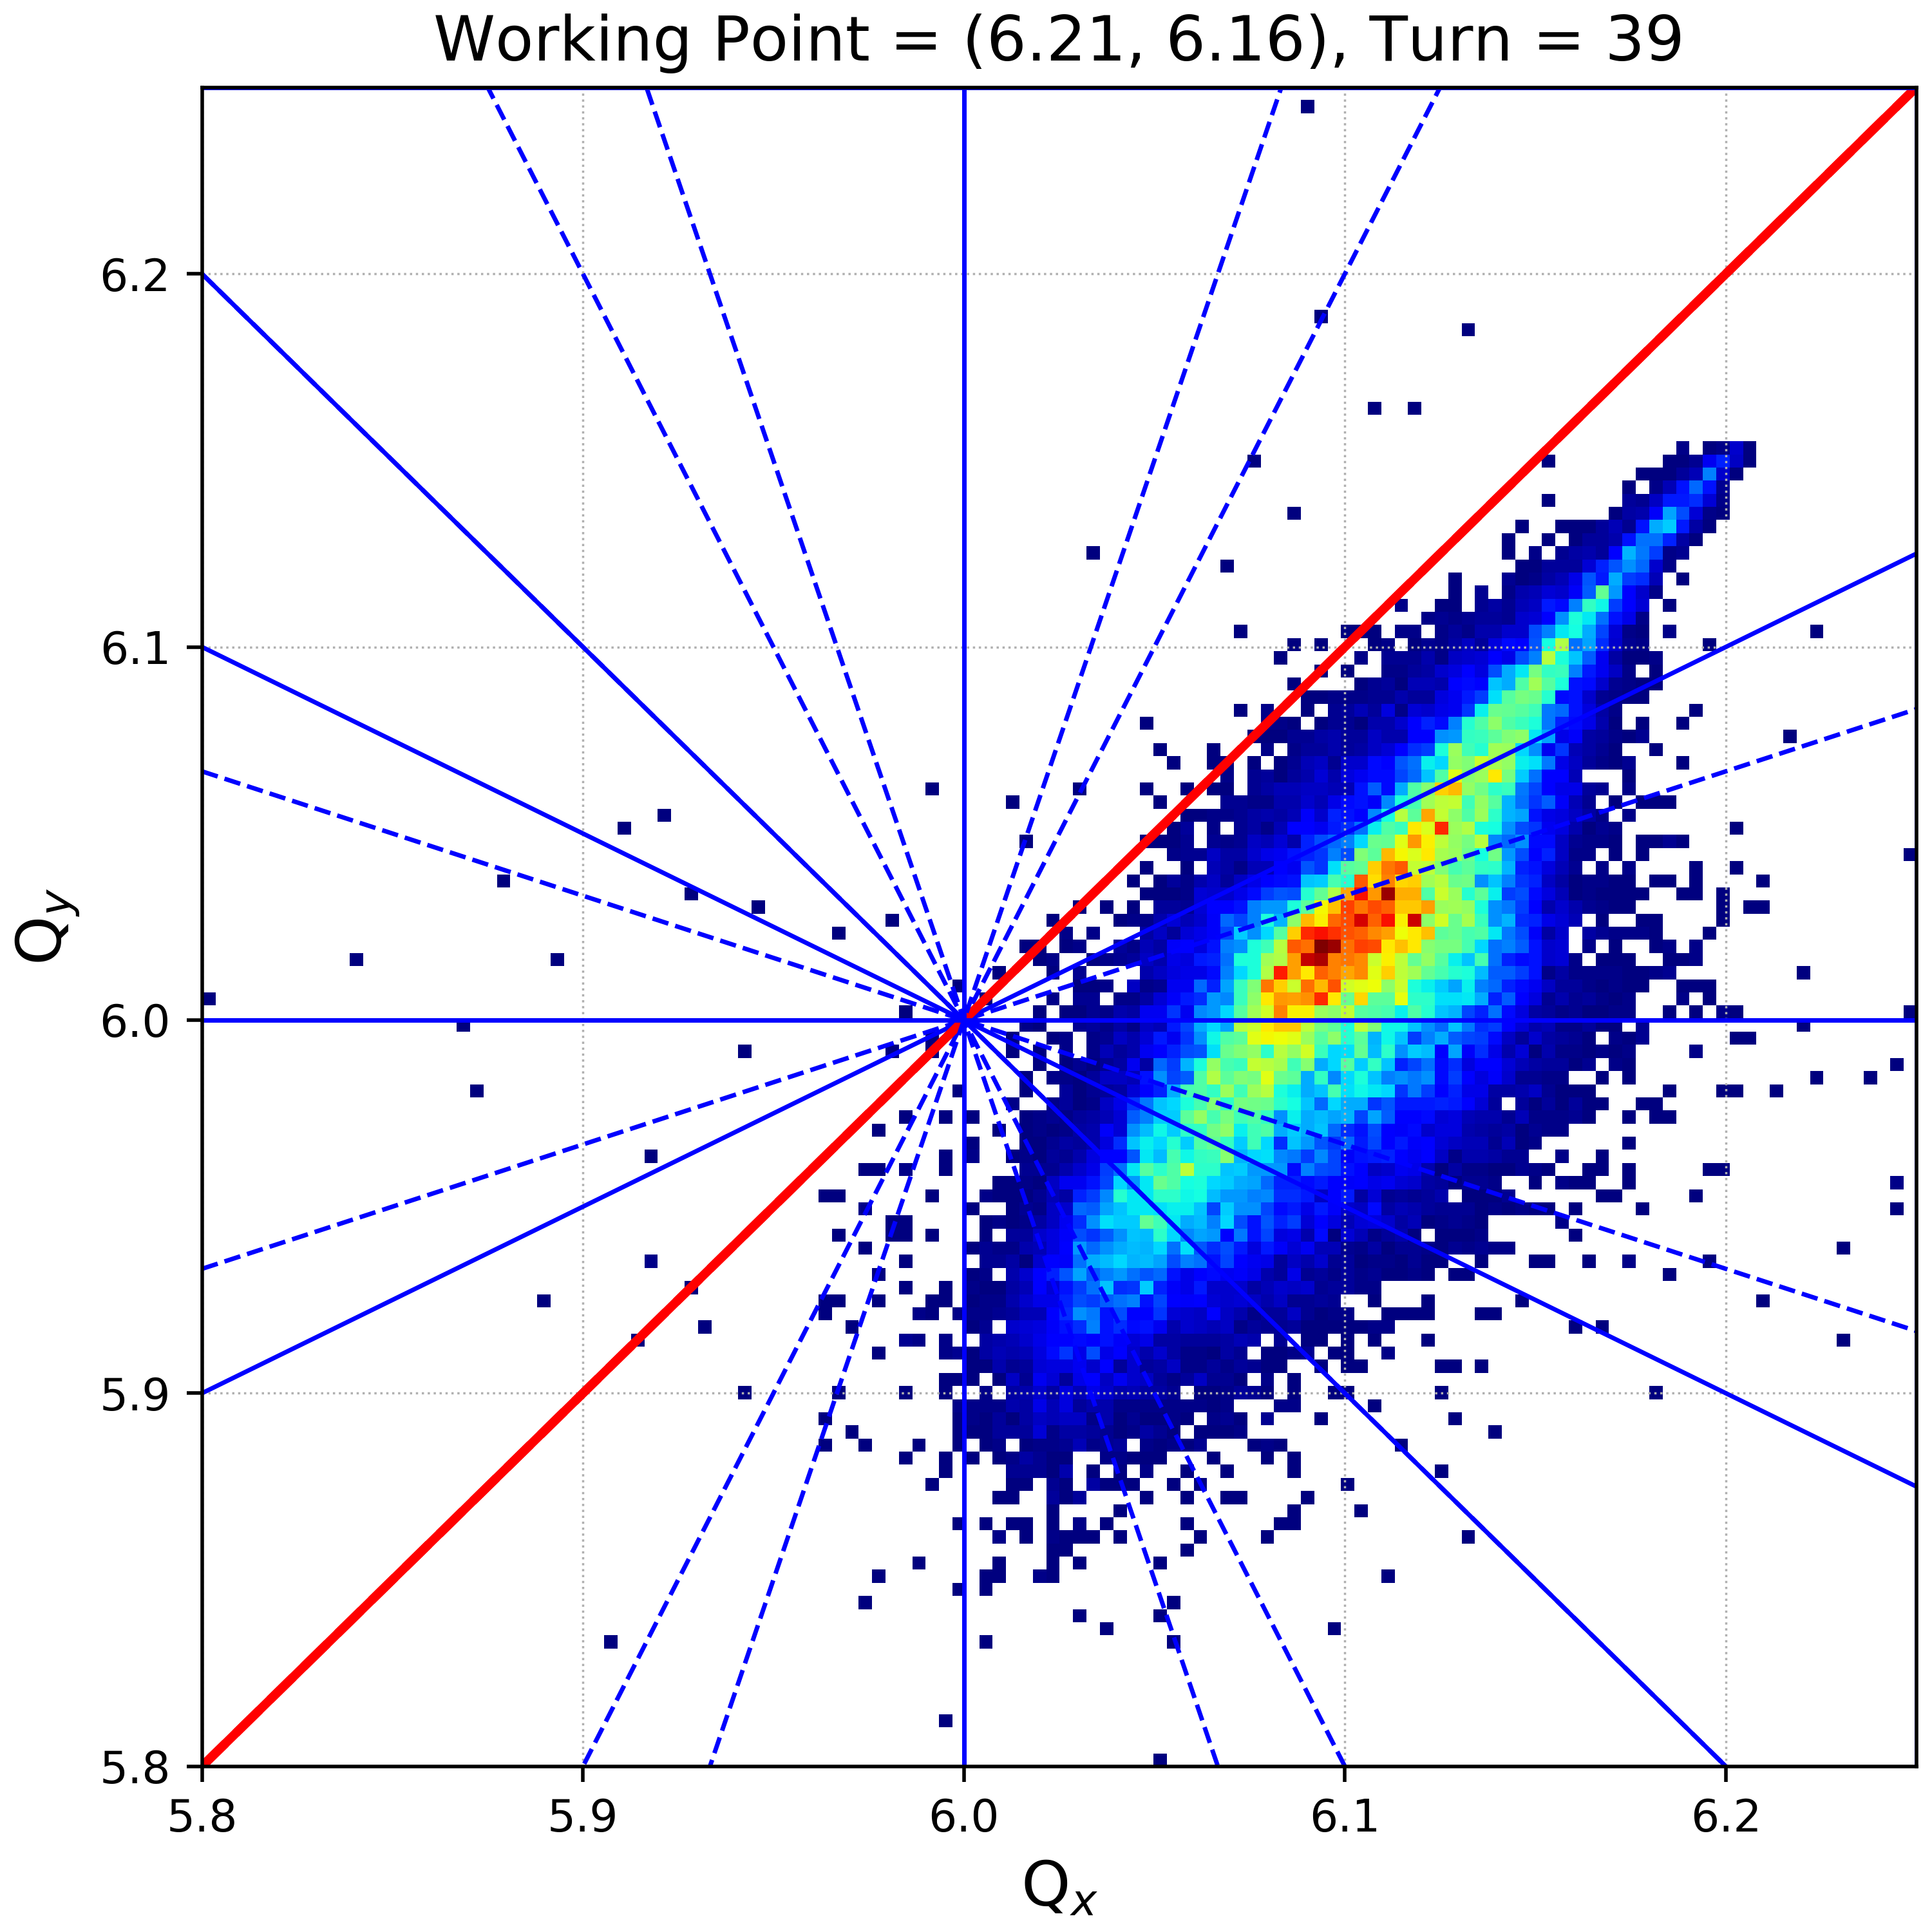 Working Point = (6.21, 6.16), Turn = 39
6.2
6.1
6.0
5.9
5.8
Qy
5.8 5.9 6.0 6.1 6.2
Qx